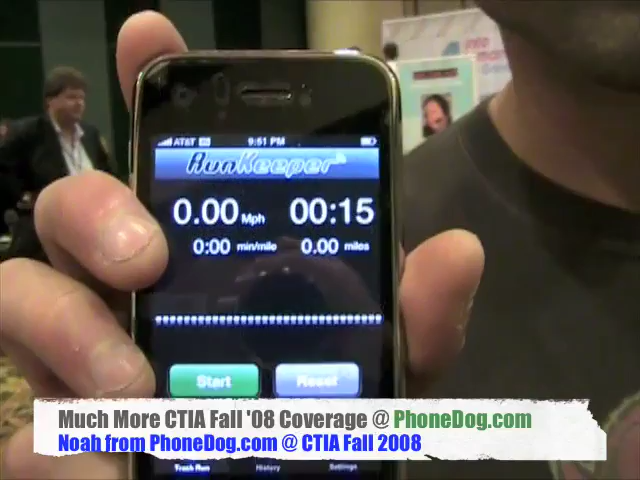 AT&T 9:51 PM
RunKeeper
0.00 Mph 00:15
0:00 min/mile 0.00 miles
Start Reset
Much More CTIA Fall '08 Coverage @ PhoneDog.com
Noah from PhoneDog.com @ CTIA Fall 2008
Track Run History Settings